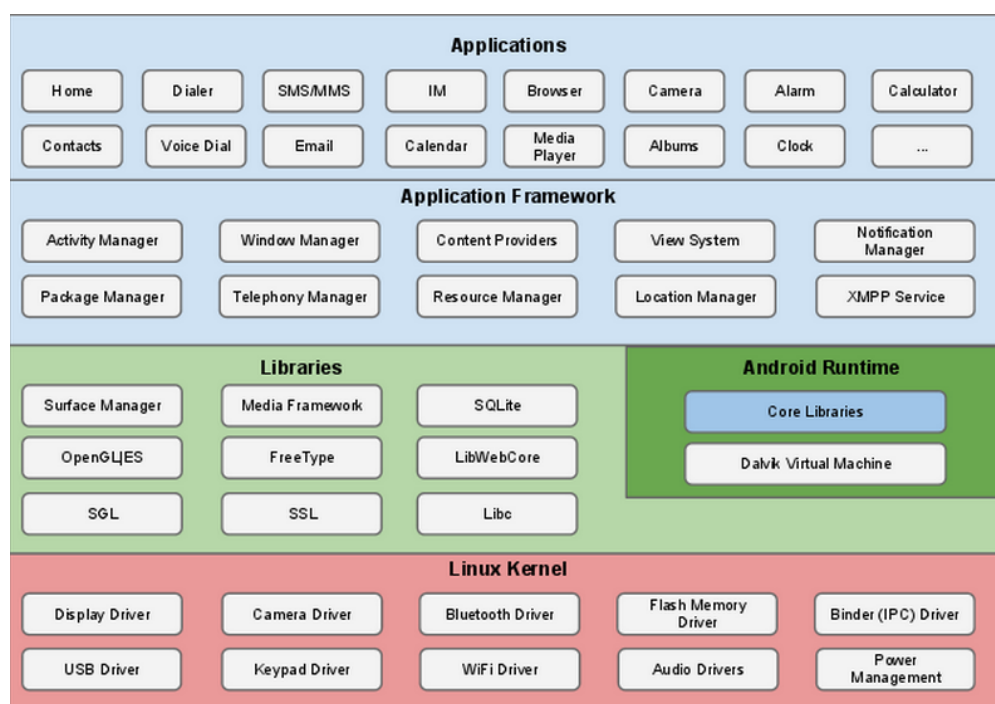 Applications
Home
Dialer
SMS/MMS
IM
Browser
Camera
Alarm
Calculator
Contacts
Voice Dial
Email
Calendar
Media
Player
Albums
Clock
...
Application Framework
Activity Manager
Window Manager
Content Providers
View System
Notification
Manager
Package Manager
Telephony Manager
Resource Manager
Location Manager
XMPP Service
Libraries
Surface Manager
Media Framework
SQLite
OpenGL|ES
FreeType
LibWebCore
SGL
SSL
Libc
Android Runtime
Core Libraries
Dalvik Virtual Machine
Linux Kernel
Display Driver
Camera Driver
Bluetooth Driver
Flash Memory
Driver
Binder (IPC) Driver
USB Driver
Keypad Driver
WiFi Driver
Audio Drivers
Power
Management